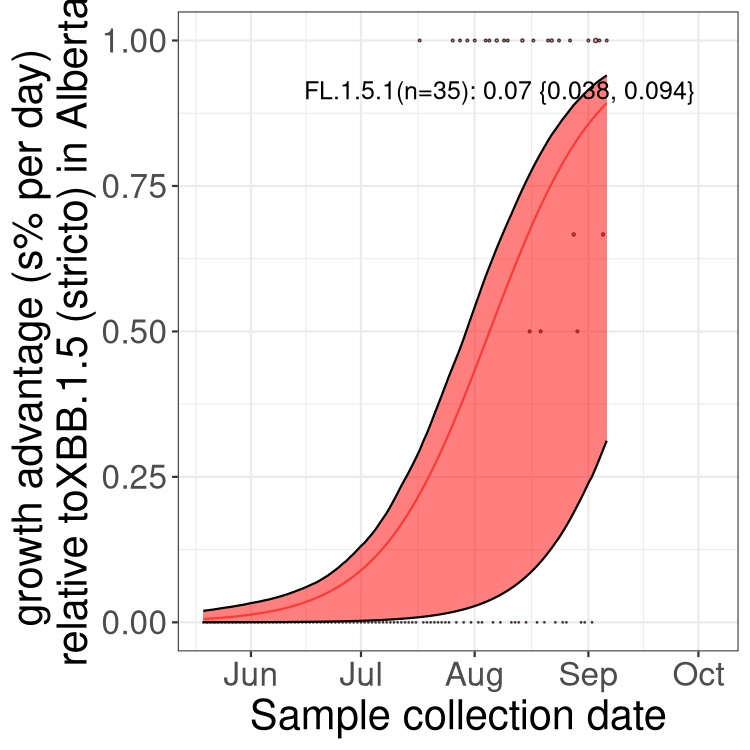 growth advantage (s% per day)
relative toXBB.1.5 (stricto) in Alberta
1.00
0.75
0.50
0.25
0.00
FL.1.5.1(n=35): 0.07 {0.038, 0.094}
Jun Jul Aug Sep Oct
Sample collection date